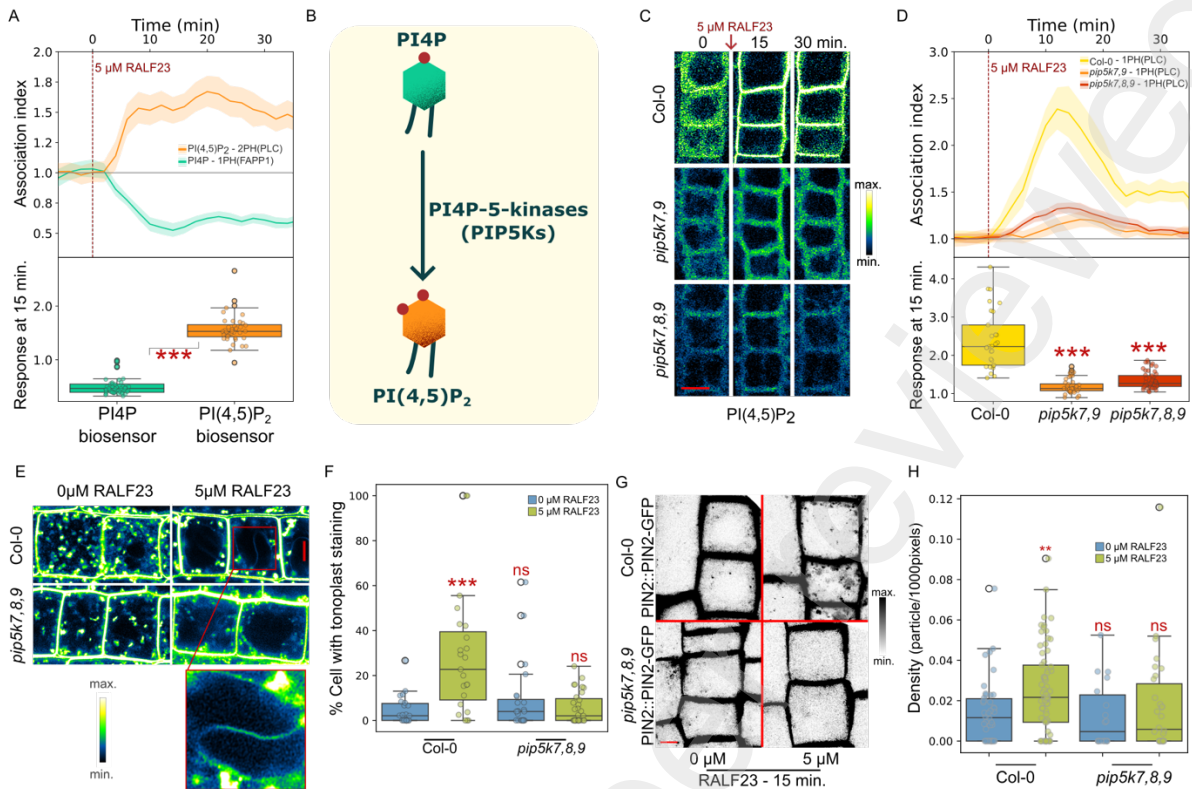 A
Time (min)
0 10 20 30
5 µM RALF23
Association index
2.0
1.8
1.5
1.2
1.0
0.8
0.5
PI(4,5)P₂ - 2PH(PLC)
PI4P - 1PH(FAPP1)
Response at 15 min.
2.0
1.0
***
PI4P
biosensor
PI(4,5)P₂
biosensor
B
PI4P
PI4P-5-kinases
(PIP5Ks)
PI(4,5)P₂
C
5 µM RALF23
0 15 30 min.
Col-0
pip5k7,9
pip5k7,8,9
max.
min.
PI(4,5)P₂
D
Time (min)
0 10 20 30
5 µM RALF23
Association index
3.0
2.5
2.0
1.5
1.0
Col-0 - 1PH(PLC)
pip5k7,9 - 1PH(PLC)
pip5k7,8,9 - 1PH(PLC)
Response at 15 min.
4.0
3.0
2.0
1.0
***
***
Col-0
pip5k7,9
pip5k7,8,9
E
0µM RALF23 5µM RALF23
Col-0
pip5k7,8,9
max.
min.
F
% Cell with tonoplast staining
100
80
60
40
20
0
0 µM RALF23
5 µM RALF23
***
ns
ns
Col-0
pip5k7,8,9
G
Col-0
PIN2::PIN2-GFP
pip5k7,8,9
PIN2::PIN2-GFP
max.
min.
0 µM 5 µM
RALF23 - 15 min.
H
Density (particle/1000pixels)
0.12
0.10
0.08
0.06
0.04
0.02
0.00
0 µM RALF23
5 µM RALF23
**
ns
ns
Col-0
pip5k7,8,9